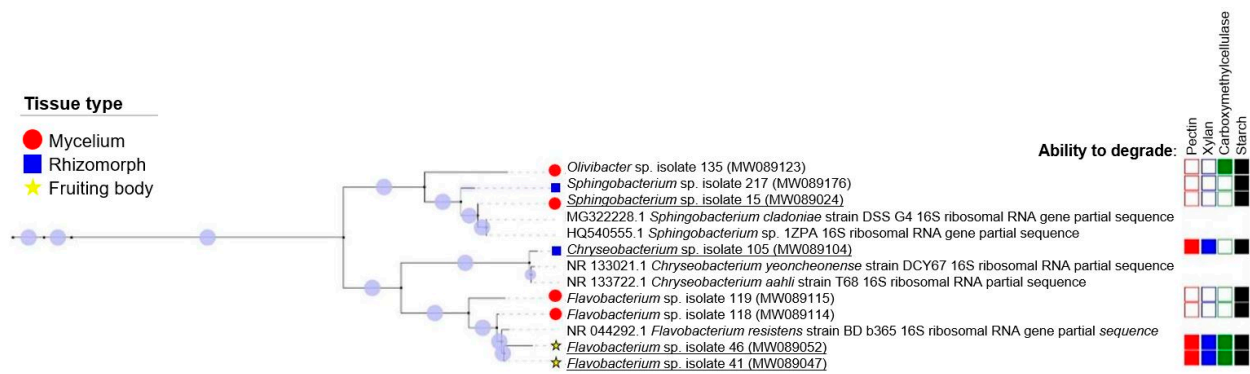 Tissue type
Mycelium
Rhizomorph
Fruiting body
Ability to degrade:
Pectin
Xylan
Carboxymethylcellulase
Starch
Olivibacter sp. isolate 135 (MW089123)
Sphingobacterium sp. isolate 217 (MW089176)
Sphingobacterium sp. isolate 15 (MW089024)
MG322228.1 Sphingobacterium cladoniae strain DSS G4 16S ribosomal RNA gene partial sequence
HQ540555.1 Sphingobacterium sp. 1ZPA 16S ribosomal RNA gene partial sequence
Chryseobacterium sp. isolate 105 (MW089104)
NR 133021.1 Chryseobacterium yeoncheonense strain DCY67 16S ribosomal RNA partial sequence
NR 133722.1 Chryseobacterium aahli strain T68 16S ribosomal RNA partial sequence
Flavobacterium sp. isolate 119 (MW089115)
Flavobacterium sp. isolate 118 (MW089114)
NR 044292.1 Flavobacterium resistens strain BD b365 16S ribosomal RNA gene partial sequence
Flavobacterium sp. isolate 46 (MW089052)
Flavobacterium sp. isolate 41 (MW089047)